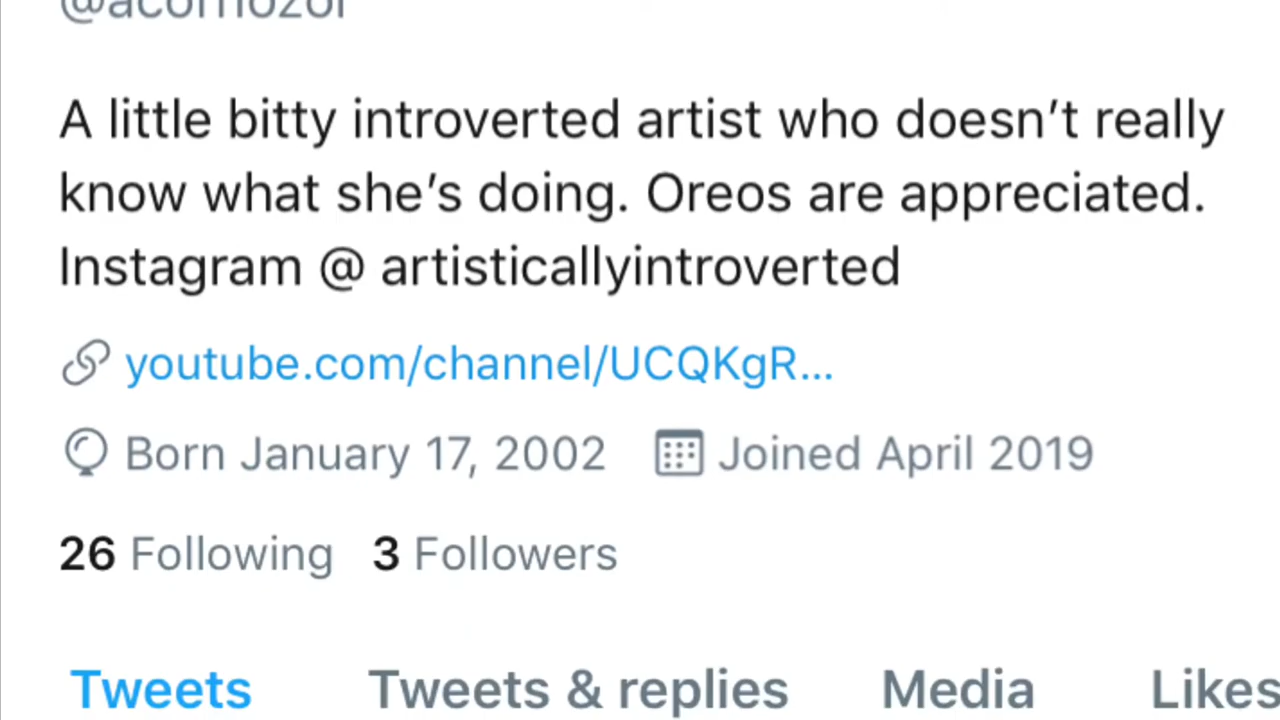 A little bitty introverted artist who doesn’t really
know what she’s doing. Oreos are appreciated.
Instagram @ artisticallyintroverted
youtube.com/channel/UCQKgR...
Born January 17, 2002 Joined April 2019
26 Following 3 Followers
Tweets Tweets & replies Media Likes